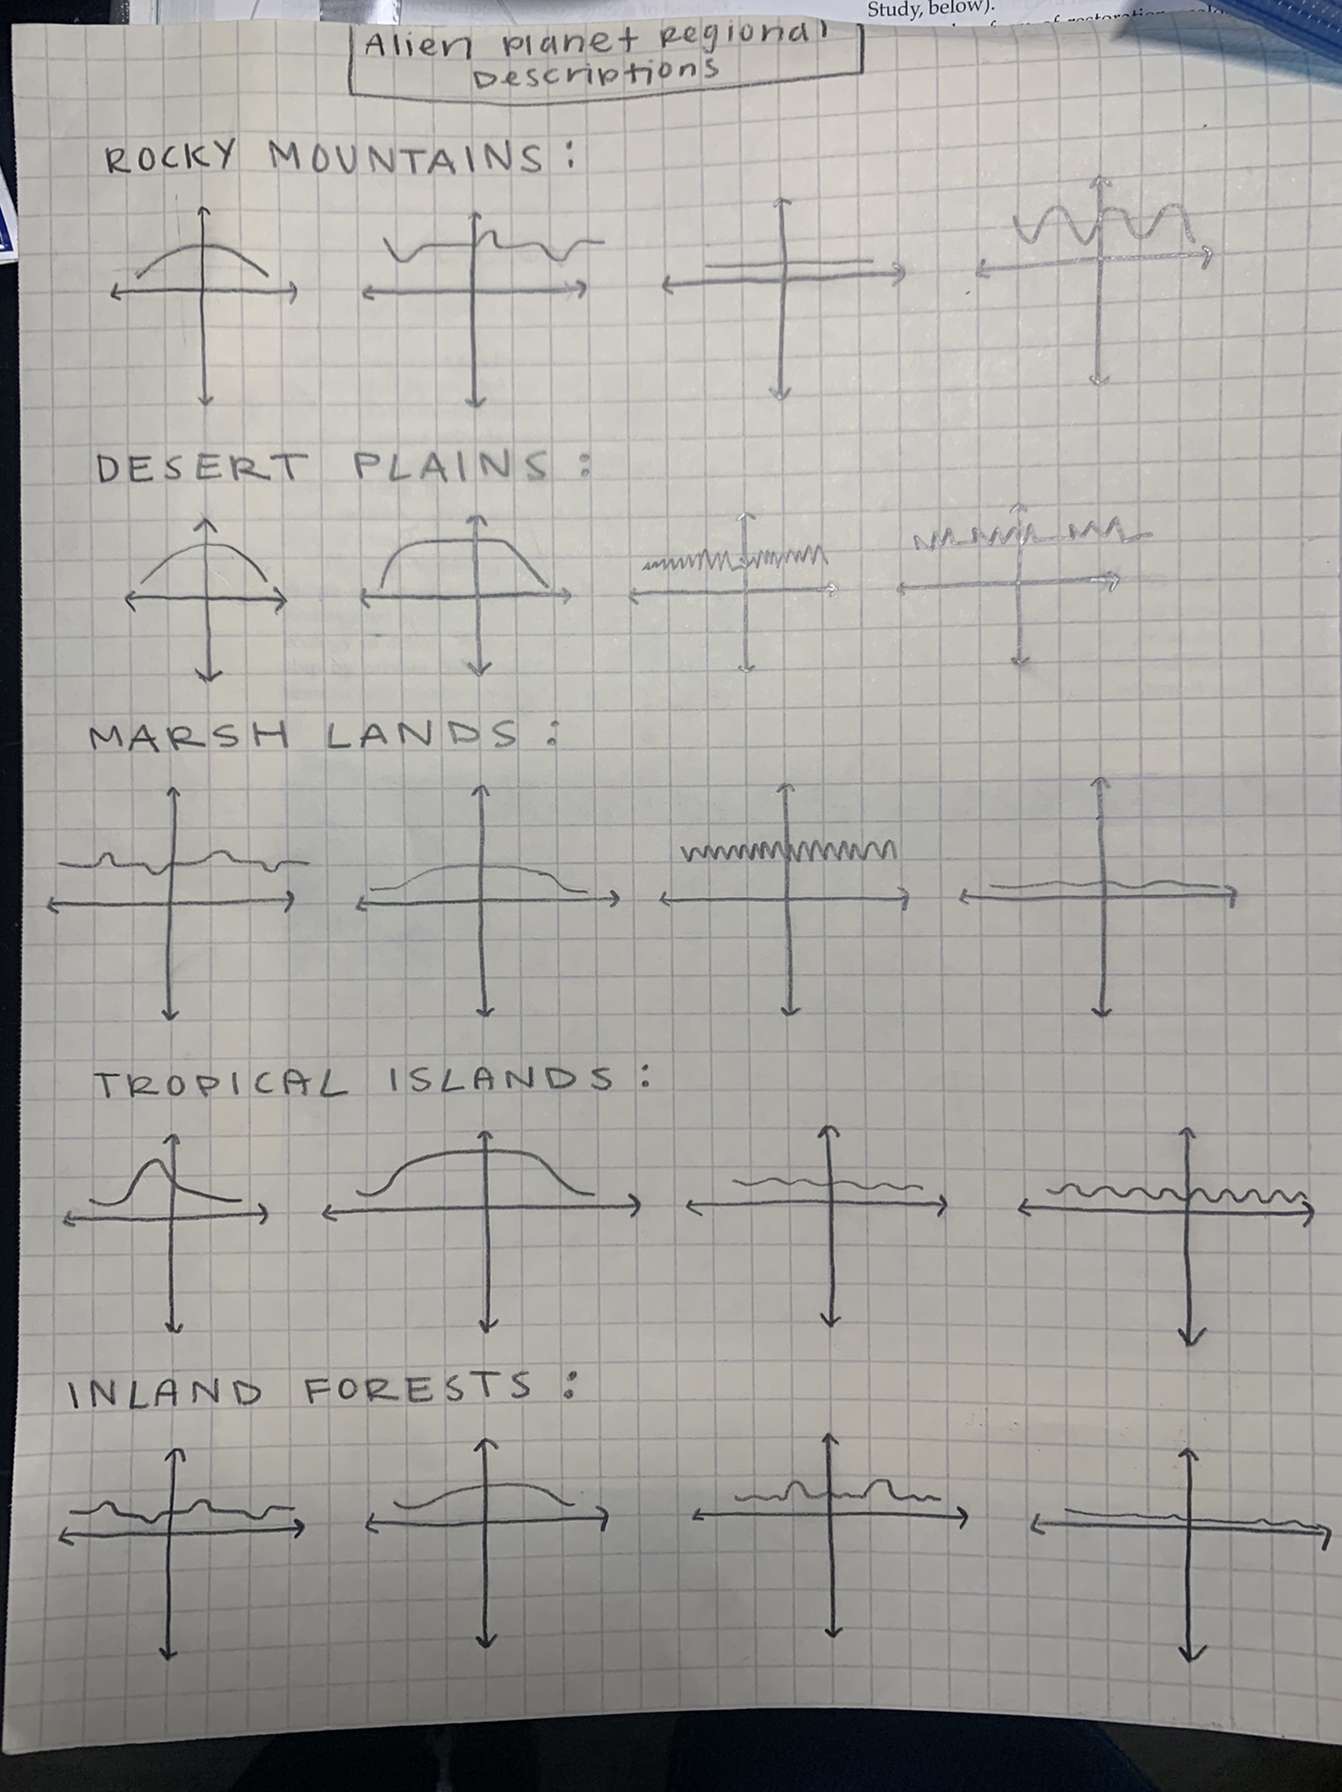 Study, below).
Alien planet Regional
Descriptions
ROCKY MOUNTAINS:
DESERT PLAINS:
MARSH LANDS:
TROPICAL ISLANDS:
INLAND FORESTS: